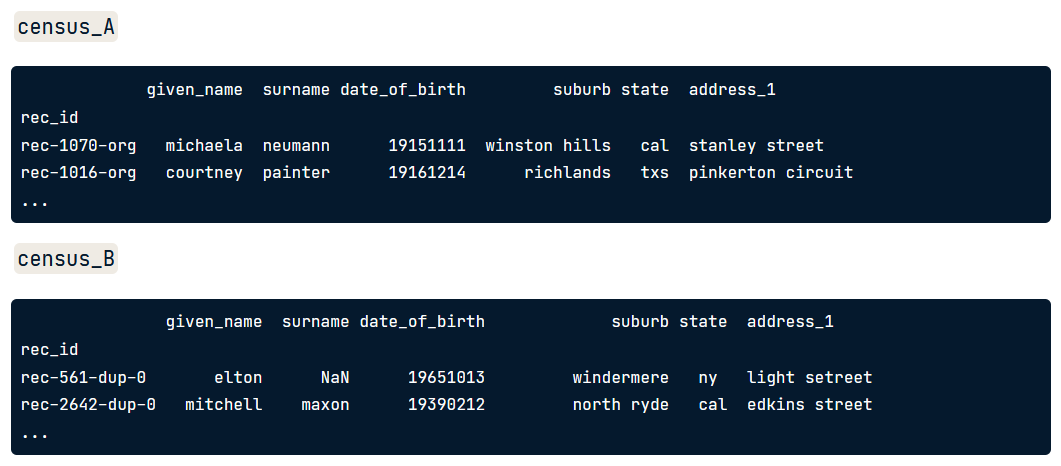 census_A
given_name surname date_of_birth suburb state address_1
rec_id
rec-1070-org michaela neumann 19151111 winston hills cal stanley street
rec-1016-org courtney painter 19161214 richlands txs pinkerton circuit
...
census_B
given_name surname date_of_birth suburb state address_1
rec_id
rec-561-dup-0 elton NaN 19651013 windermere ny light setreet
rec-2642-dup-0 mitchell maxon 19390212 north ryde cal edkins street
...